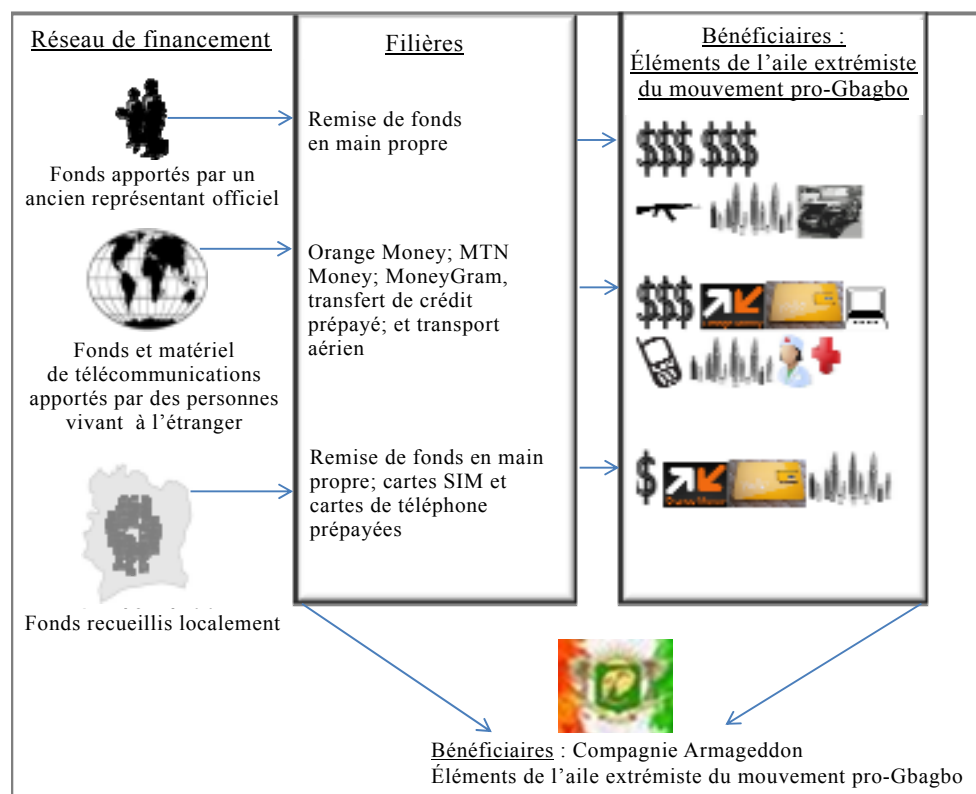 Réseau de financement
Fonds apportés par un
ancien représentant officiel
Fonds et matériel
de télécommunications
apportés par des personnes
vivant à l'étranger
Fonds recueillis localement
Filières
Remise de fonds
en main propre
Orange Money; MTN
Money; MoneyGram,
transfert de crédit
prépayé; et transport
aérien
Remise de fonds en main
propre; cartes SIM et
cartes de téléphone
prépayées
Bénéficiaires :
Éléments de l'aile extrémiste
du mouvement pro-Gbagbo
$$$ $$$
$$$
$
Bénéficiaires : Compagnie Armageddon
Éléments de l'aile extrémiste du mouvement pro-Gbagbo